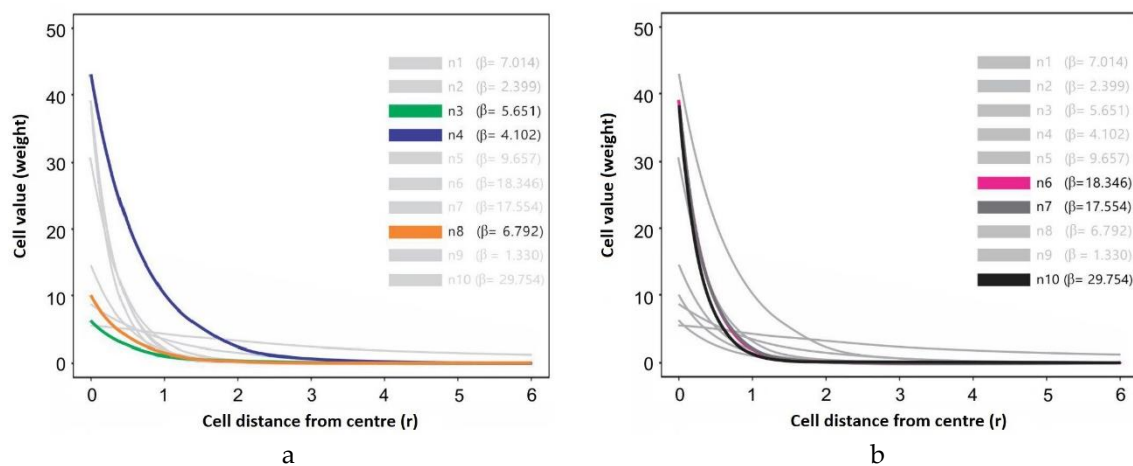 50
40
30
20
10
0
Cell value (weight)
n1 (β= 7.014)
n2 (β= 2.399)
n3 (β= 5.651)
n4 (β= 4.102)
n5 (β= 9.657)
n6 (β=18.346)
n7 (β=17.554)
n8 (β= 6.792)
n9 (β = 1.330)
n10 (β= 29.754)
0 1 2 3 4 5 6
Cell distance from centre (r)
a
50
40
30
20
10
0
Cell value (weight)
n1 (β= 7.014)
n2 (β= 2.399)
n3 (β= 5.651)
n4 (β= 4.102)
n5 (β= 9.657)
n6 (β=18.346)
n7 (β=17.554)
n8 (β= 6.792)
n9 (β = 1.330)
n10 (β= 29.754)
0 1 2 3 4 5 6
Cell distance from centre (r)
b